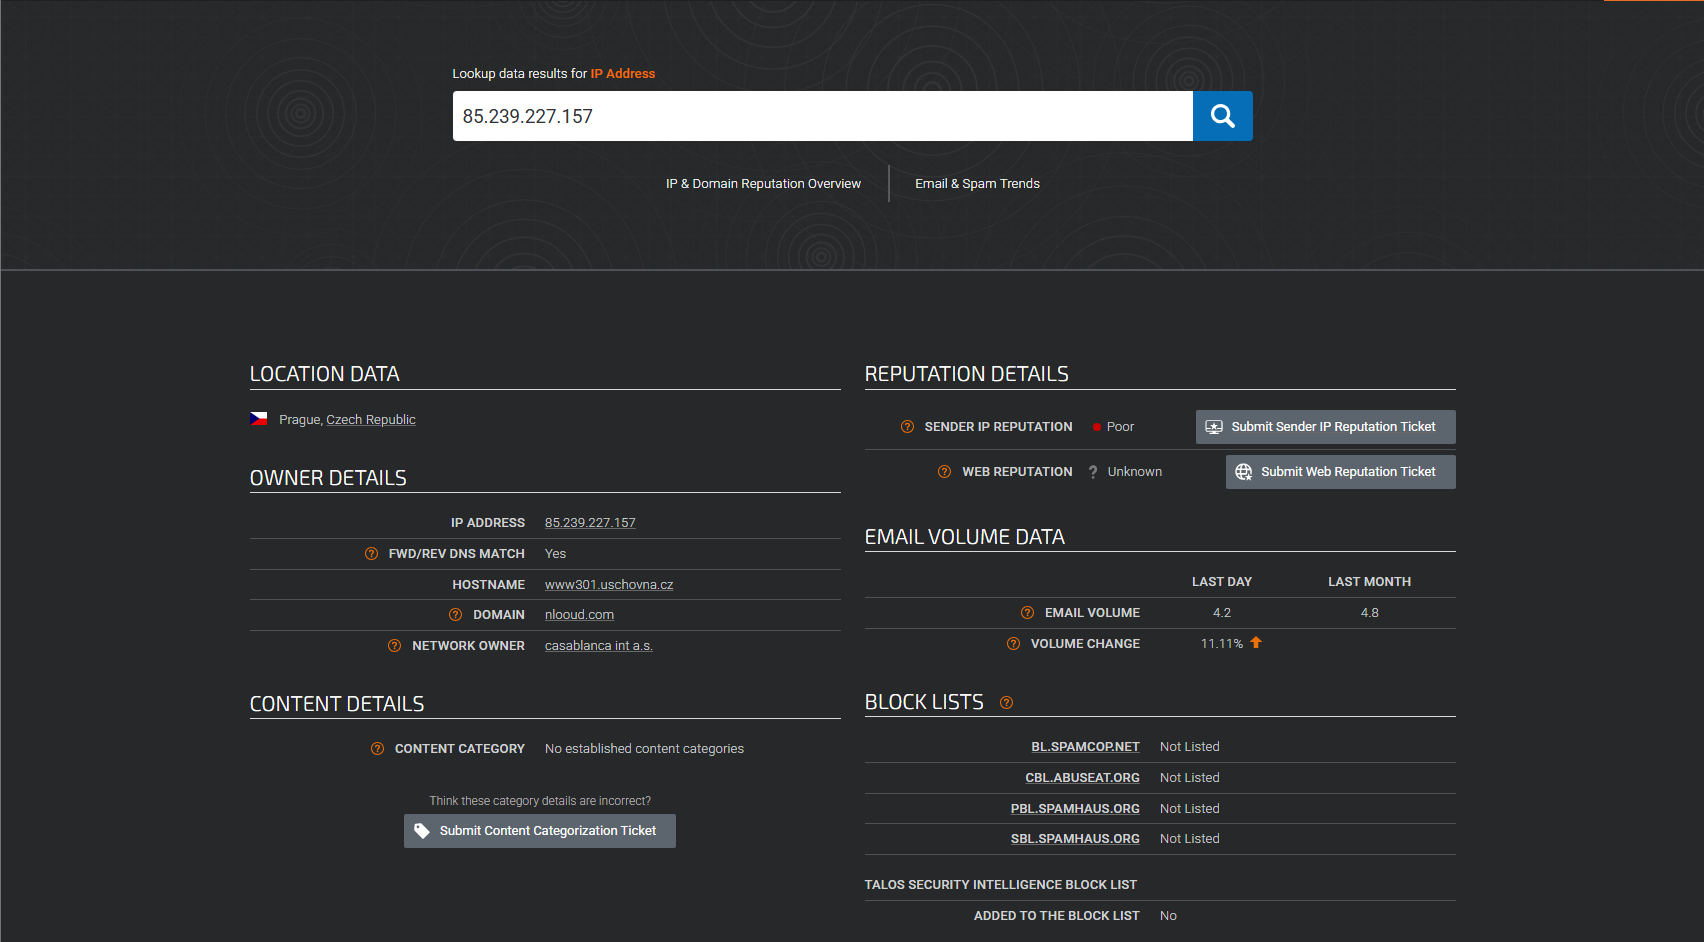 Lookup data results for IP Address
85.239.227.157
IP & Domain Reputation Overview
Email & Spam Trends
LOCATION DATA
Prague, Czech Republic
OWNER DETAILS
IP ADDRESS 85.239.227.157
FWD/REV DNS MATCH Yes
HOSTNAME www301.uschovna.cz
DOMAIN nlooud.com
NETWORK OWNER casablanca int a.s.
CONTENT DETAILS
CONTENT CATEGORY No established content categories
Think these category details are incorrect?
Submit Content Categorization Ticket
REPUTATION DETAILS
SENDER IP REPUTATION Poor Submit Sender IP Reputation Ticket
WEB REPUTATION ? Unknown Submit Web Reputation Ticket
EMAIL VOLUME DATA
LAST DAY LAST MONTH
EMAIL VOLUME 4.2 4.8
VOLUME CHANGE 11.11%
BLOCK LISTS
BL.SPAMCOP.NET Not Listed
CBL.ABUSEAT.ORG Not Listed
PBL.SPAMHAUS.ORG Not Listed
SBL.SPAMHAUS.ORG Not Listed
TALOS SECURITY INTELLIGENCE BLOCK LIST
ADDED TO THE BLOCK LIST No